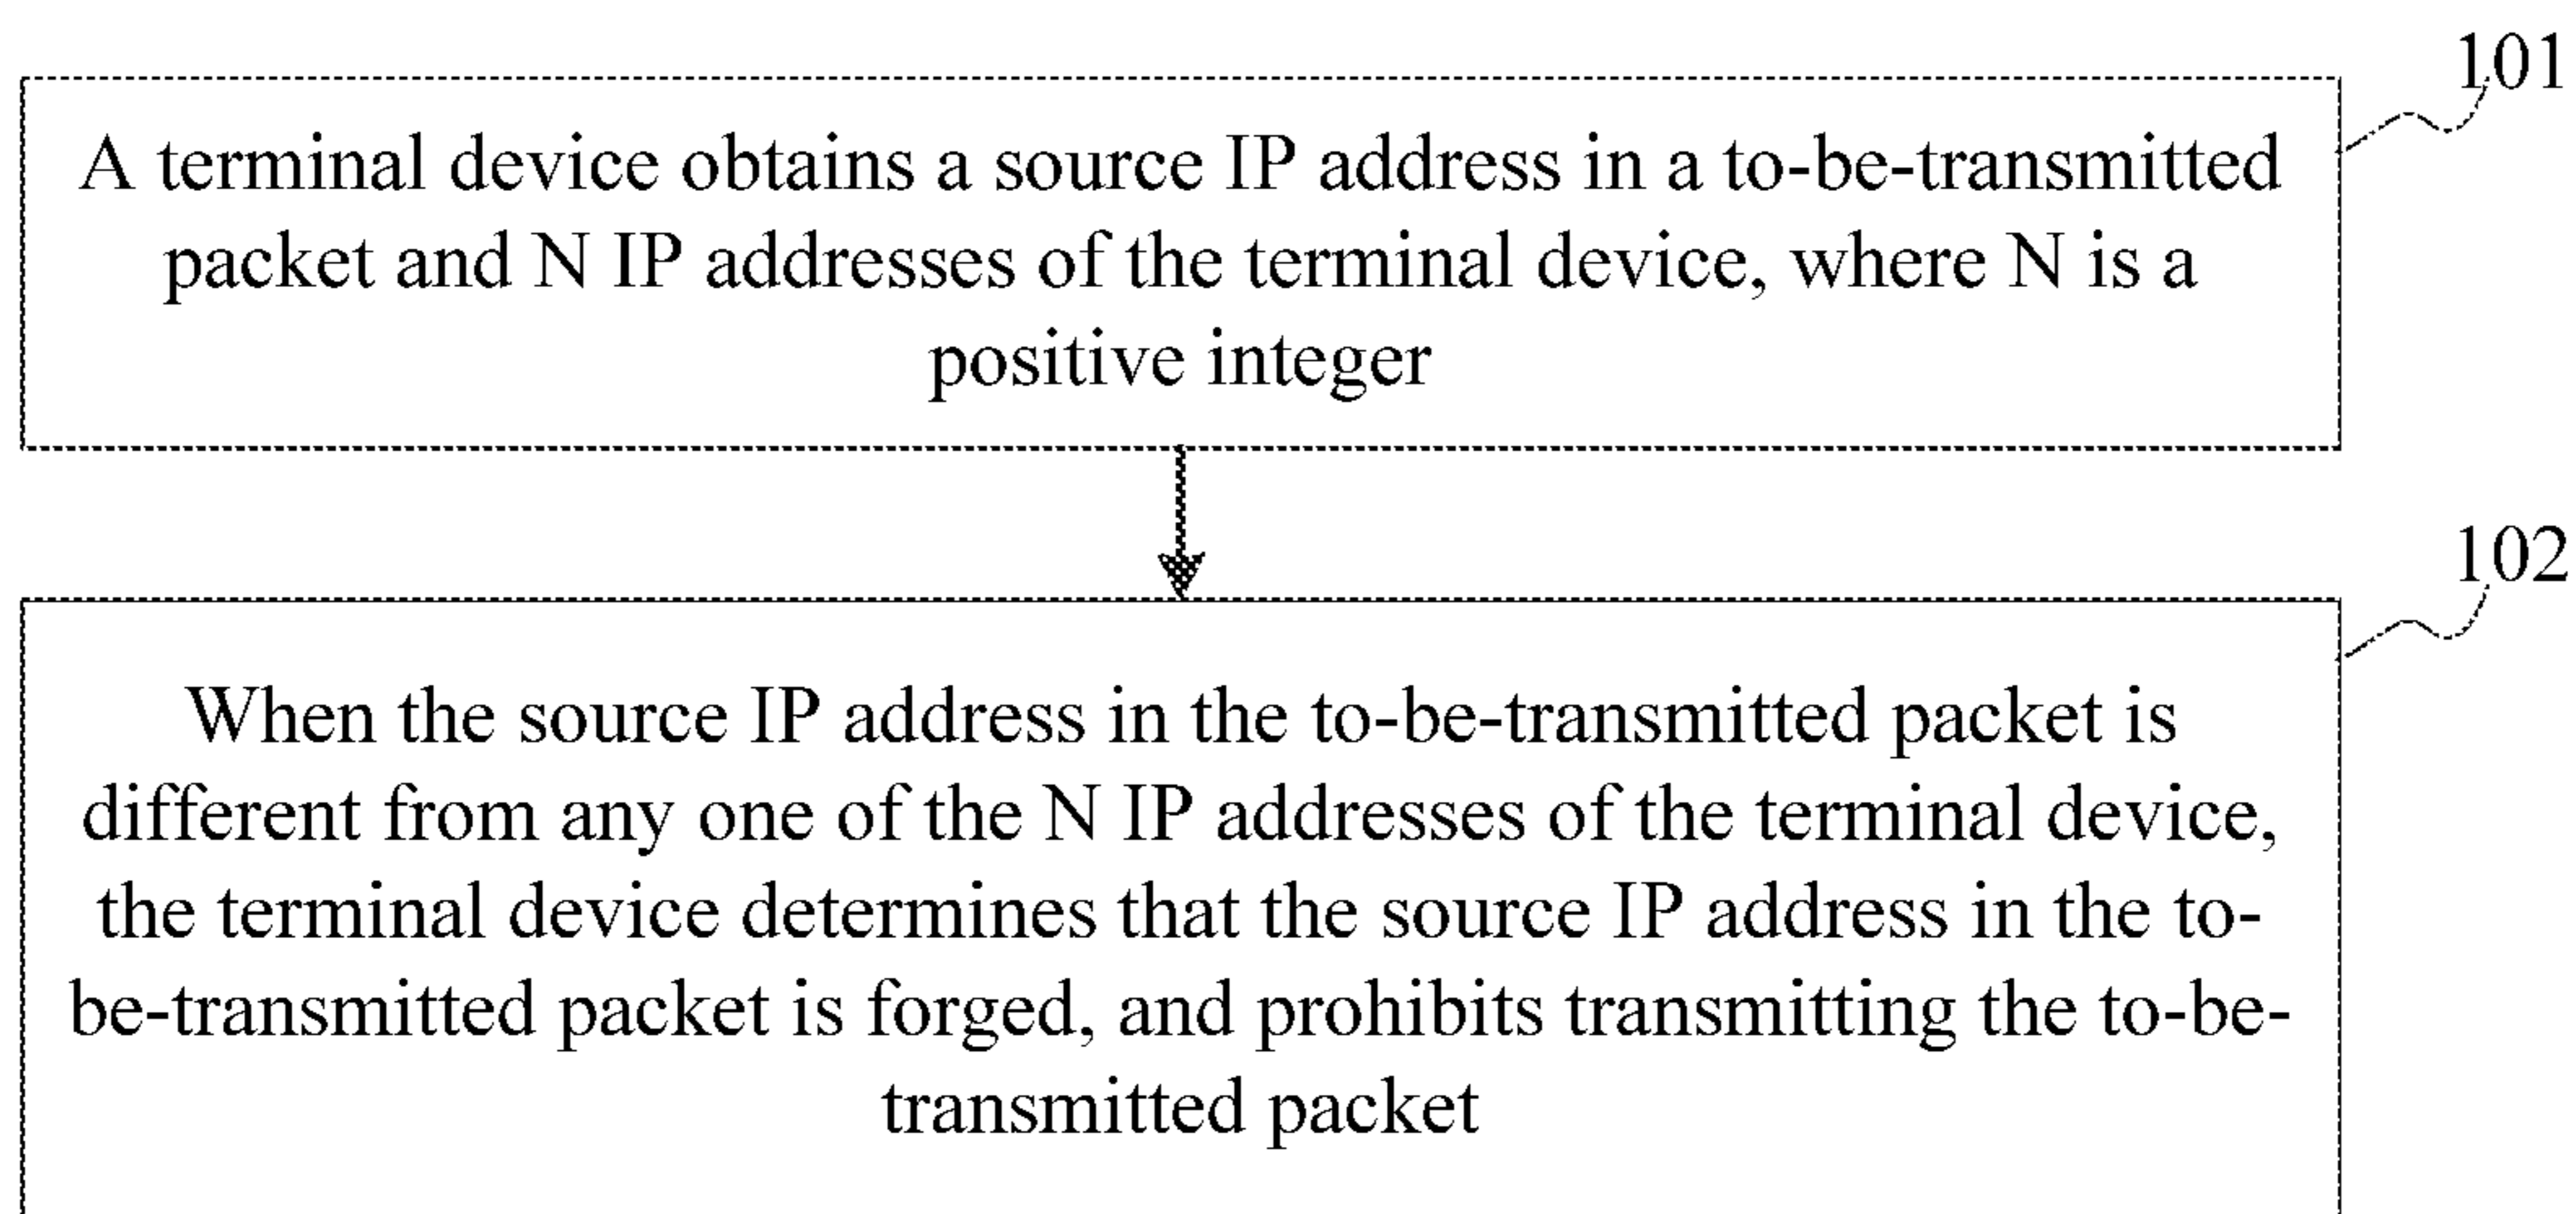 101
A terminal device obtains a source IP address in a to-be-transmitted
packet and N IP addresses of the terminal device, where N is a
positive integer
102
When the source IP address in the to-be-transmitted packet is
different from any one of the N IP addresses of the terminal device,
the terminal device determines that the source IP address in the to-
be-transmitted packet is forged, and prohibits transmitting the to-be-
transmitted packet